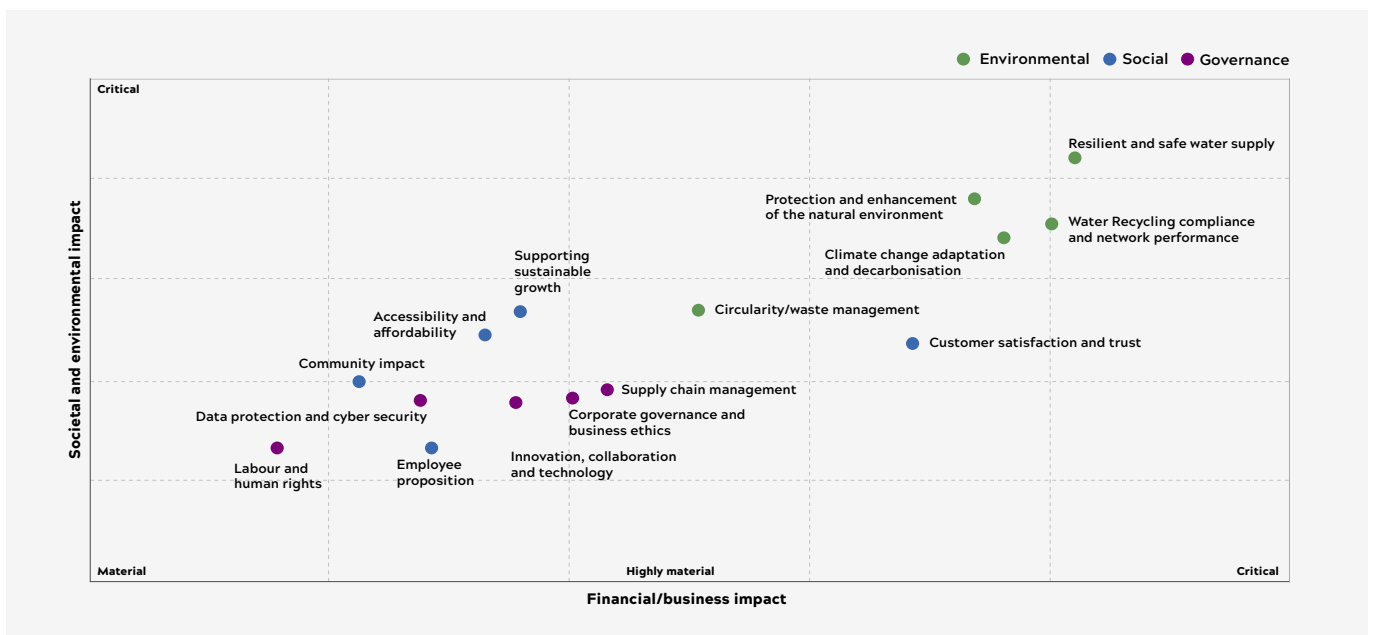 Environmental
Social
Governance
Critical
Resilient and safe water supply
Protection and enhancement
of the natural environment
Water Recycling compliance
and network performance
Climate change adaptation
and decarbonisation
Supporting
sustainable
growth
Accessibility and
affordability
Circularity/waste management
Customer satisfaction and trust
Community impact
Supply chain management
Data protection and cyber security
Corporate governance and
business ethics
Innovation, collaboration
and technology
Employee
proposition
Labour and
human rights
Societal and environmental impact
Material
Highly material
Critical
Financial/business impact